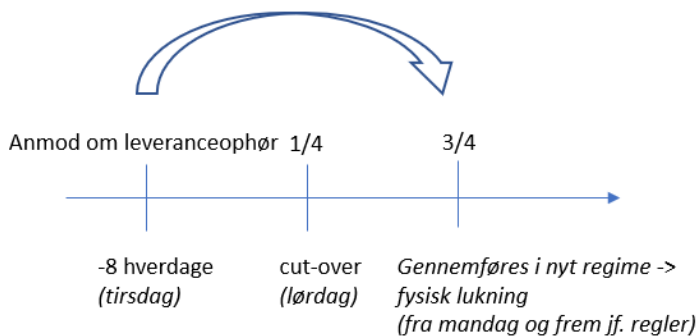 Anmod om leveranceophør 1/4 3/4
-8 hverdage cut-over Gennemføres i nyt regime ->
(tirsdag) (lørdag) fysisk lukning
(fra mandag og frem jf. regler)